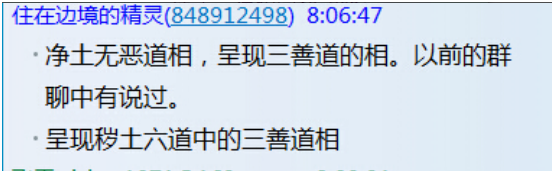 住在边境的精灵(848912498) 8:06:47
·净土无恶道相，呈现三善道的相。以前的群
聊中有说过。
·呈现秽土六道中的三善道相